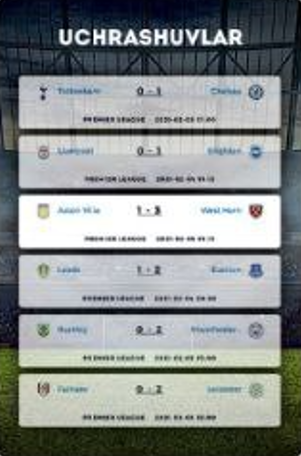 UCHRASHUVLAR
Tottenham 0 - 1 Chelsea
PREMIER LEAGUE
Liverpool 0 - 1 Brighton
PREMIER LEAGUE
Aston Villa 1 - 3 West Ham
PREMIER LEAGUE
Leeds 1 - 2 Everton
PREMIER LEAGUE
Burnley 0 - 2 Manchester
PREMIER LEAGUE
Fulham 0 - 2 Leicester
PREMIER LEAGUE